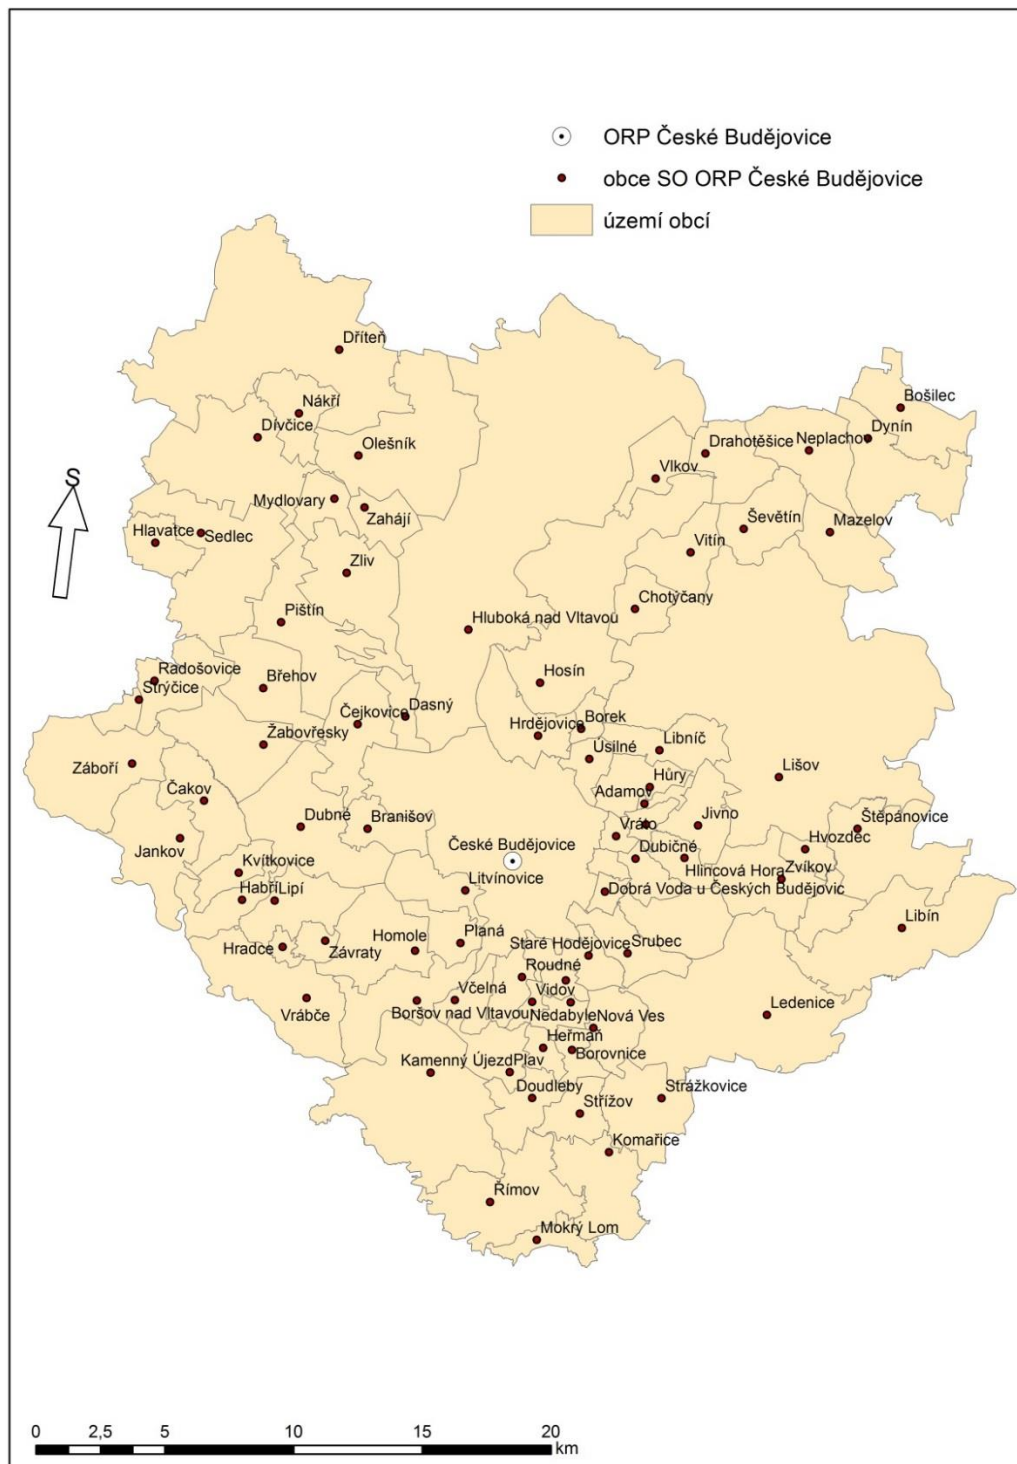 ORP České Budějovice
obce SO ORP České Budějovice
území obcí
S
Dříteň
Nákří
Dívčice
Olešník
Bošilec
Dynín
Neplachov
Drahotěšice
Vlkov
Mydlovary
Zahájí
Hlavatce
Sedlec
Ševětín
Mazelov
Vitín
Zliv
Chotýčany
Pištín
Hluboká nad Vltavou
Radošovice
Strýčice
Břehov
Hosín
Čejkovice
Dasný
Hrdějovice
Borek
Žabovřesky
Úsilné
Libníč
Záboří
Hůry
Lišov
Čakov
Adamov
Dubné
Branišov
Vráto
Jivno
Štěpánovice
Jankov
České Budějovice
Dubičné
Hvozdec
Kvítkovice
Hlincová Hora
Zvíkov
Habří
Lipí
Litvínovice
Dobrá Voda u Českých Budějovic
Libín
Hradce
Závraty
Homole
Planá
Staré Hodějovice
Srubec
Roudné
Vrábče
Včelná
Vidov
Boršov nad Vltavou
Nedabyle
Nová Ves
Ledenice
Heřmaň
Borovnice
Kamenný Újezd
Plav
Doudleby
Střížov
Strážkovice
Komařice
Římov
Mokrý Lom
0 2,5 5 10 15 20
km